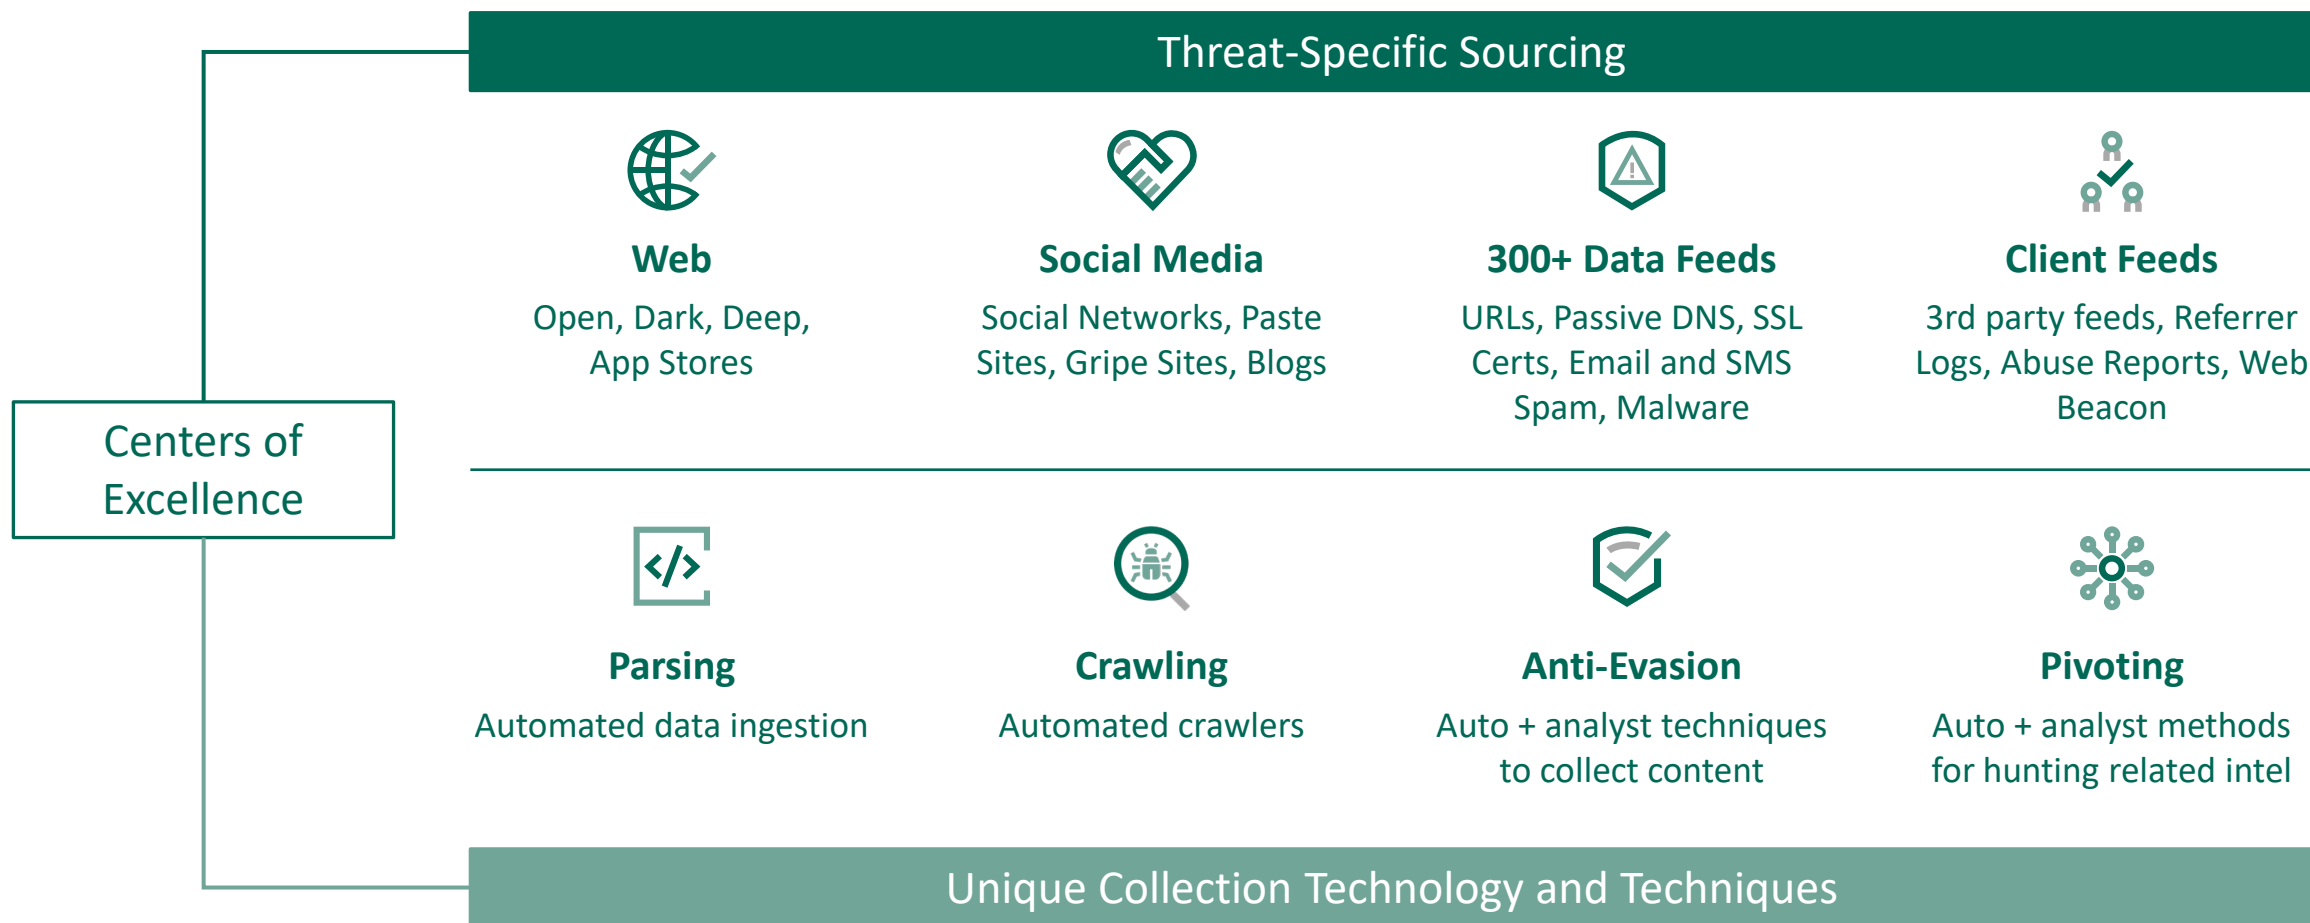 Threat-Specific Sourcing
Web
Open, Dark, Deep,
App Stores
Social Media
Social Networks, Paste
Sites, Gripe Sites, Blogs
300+ Data Feeds
URLs, Passive DNS, SSL
Certs, Email and SMS
Spam, Malware
Client Feeds
3rd party feeds, Referrer
Logs, Abuse Reports, Web
Beacon
Centers of
Excellence
</>
Parsing
Automated data ingestion
Crawling
Automated crawlers
Anti-Evasion
Auto + analyst techniques
to collect content
Pivoting
Auto + analyst methods
for hunting related intel
Unique Collection Technology and Techniques